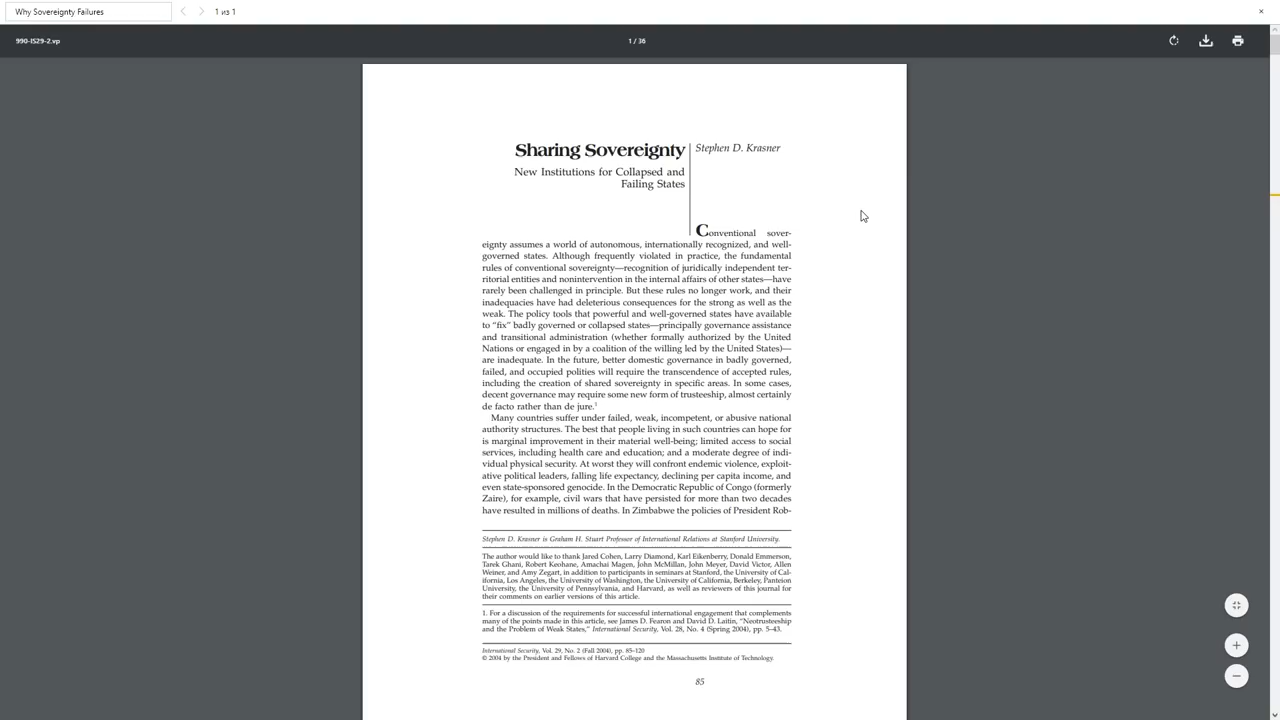 Why Sovereignty Failures
1 из 1
990-IS29-2.vp
1 / 36
Sharing Sovereignty
Stephen D. Krasner
New Institutions for Collapsed and
Failing States
Conventional sover-
eignty assumes a world of autonomous, internationally recognized, and well-
governed states. Although frequently violated in practice, the fundamental
rules of conventional sovereignty—recognition of juridically independent ter-
ritorial entities and nonintervention in the internal affairs of other states—have
rarely been challenged in principle. But these rules no longer work, and their
inadequacies have had deleterious consequences for the strong as well as the
weak. The policy tools that powerful and well-governed states have available
to “fix” badly governed or collapsed states—principally governance assistance
and transitional administration (whether formally authorized by the United
Nations or engaged in by a coalition of the willing led by the United States)—
are inadequate. In the future, better domestic governance in badly governed,
failed, and occupied polities will require the transcendence of accepted rules,
including the creation of shared sovereignty in specific areas. In some cases,
decent governance may require some new form of trusteeship, almost certainly
de facto rather than de jure.1
Many countries suffer under failed, weak, incompetent, or abusive national
authority structures. The best that people living in such countries can hope for
is marginal improvement in their material well-being; limited access to social
services, including health care and education; and a moderate degree of indi-
vidual physical security. At worst they will confront endemic violence, exploit-
ative political leaders, falling life expectancy, declining per capita income, and
even state-sponsored genocide. In the Democratic Republic of Congo (formerly
Zaire), for example, civil wars that have persisted for more than two decades
have resulted in millions of deaths. In Zimbabwe the policies of President Rob-
Stephen D. Krasner is Graham H. Stuart Professor of International Relations at Stanford University.
The author would like to thank Jared Cohen, Larry Diamond, Karl Eikenberry, Donald Emmerson,
Tarek Ghani, Robert Keohane, Amachai Magen, John McMillan, John Meyer, David Victor, Allen
Weiner, and Amy Zegart, in addition to participants in seminars at Stanford, the University of Cal-
ifornia, Los Angeles, the University of Washington, the University of California, Berkeley, Panteion
University, the University of Pennsylvania, and Harvard, as well as reviewers of this journal for
their comments on earlier versions of this article.
1. For a discussion of the requirements for successful international engagement that complements
many of the points made in this article, see James D. Fearon and David D. Laitin, “Neotrusteeship
and the Problem of Weak States,” International Security, Vol. 28, No. 4 (Spring 2004), pp. 5–43.
International Security, Vol. 29, No. 2 (Fall 2004), pp. 85–120
© 2004 by the President and Fellows of Harvard College and the Massachusetts Institute of Technology.
85